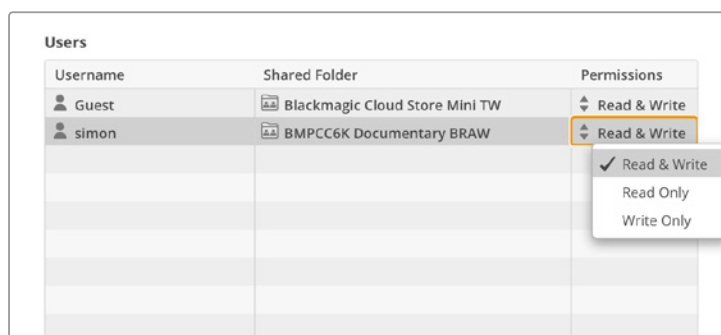 Users
Username Shared Folder Permissions
Guest Blackmagic Cloud Store Mini TW Read & Write
simon BMPCC6K Documentary BRAW Read & Write
Read & Write
Read Only
Write Only